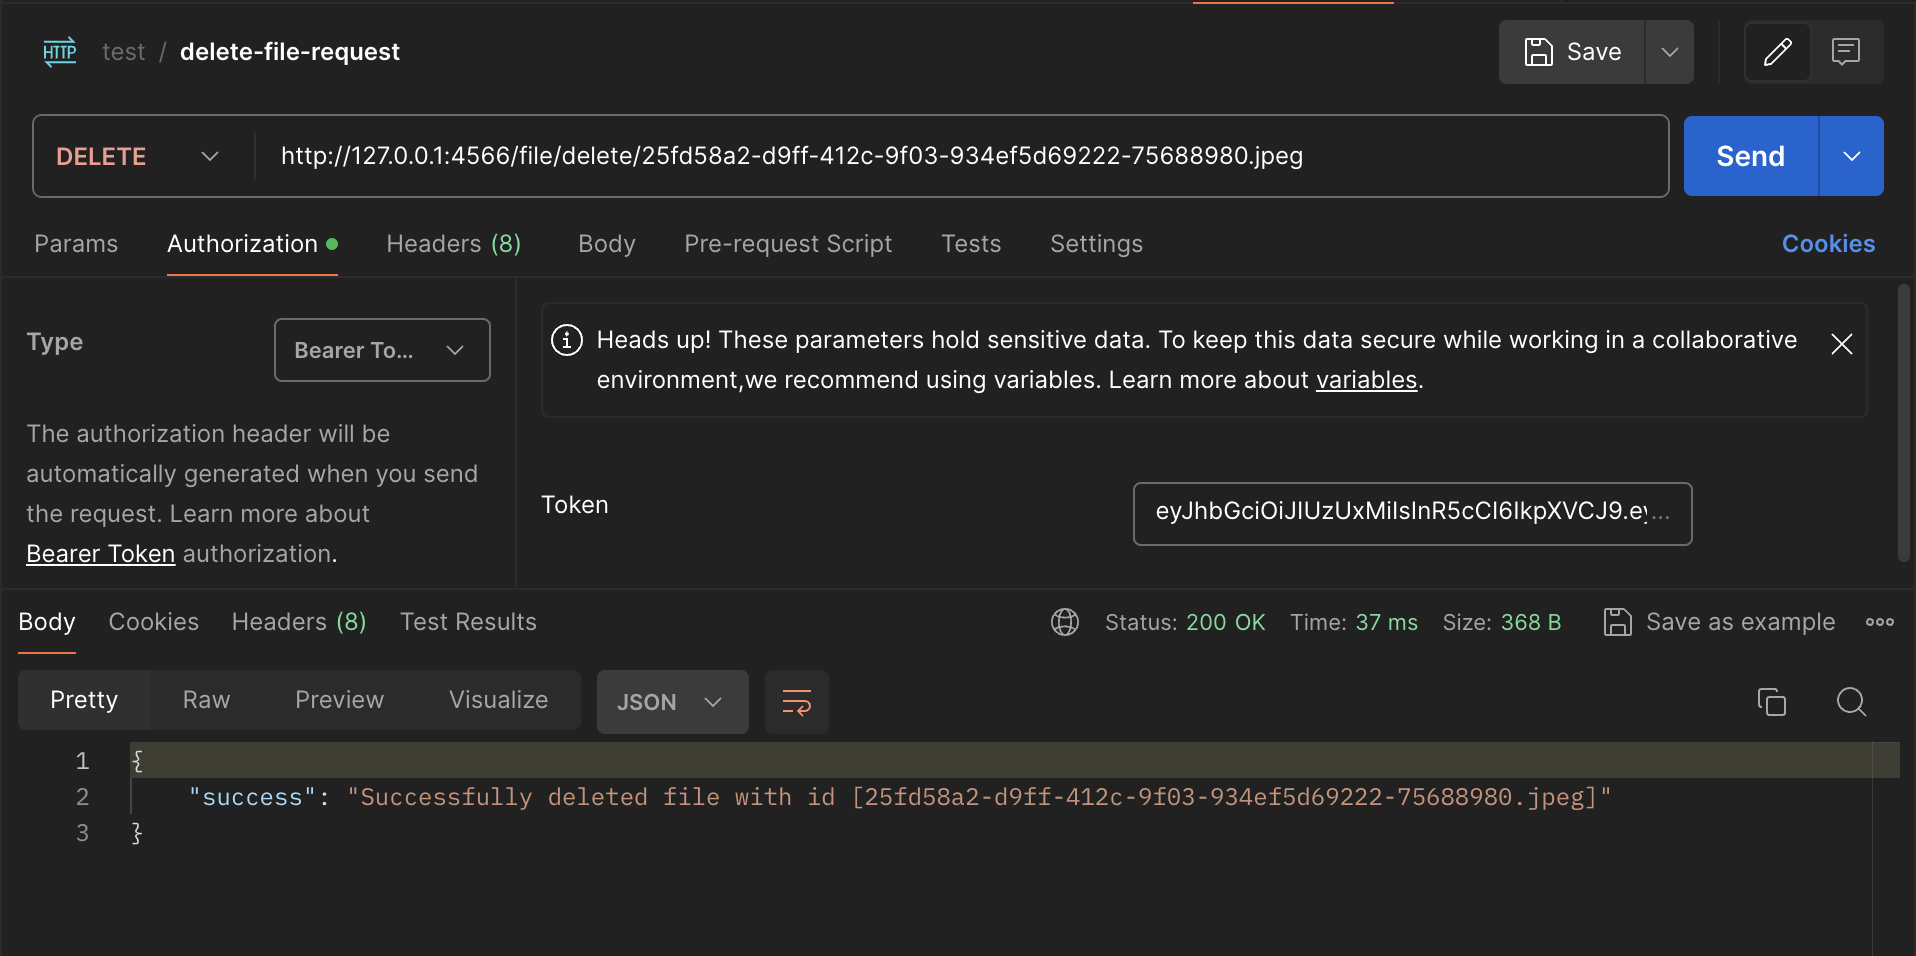 HTTP test / delete-file-request Save
DELETE http://127.0.0.1:4566/file/delete/25fd58a2-d9ff-412c-9f03-934ef5d69222-75688980.jpeg Send
Params Authorization Headers (8) Body Pre-request Script Tests Settings Cookies
Type Bearer To...
The authorization header will be
automatically generated when you send
the request. Learn more about
Bearer Token authorization.
Heads up! These parameters hold sensitive data. To keep this data secure while working in a collaborative
environment,we recommend using variables. Learn more about variables.
Token eyJhbGciOiJIUzUxMiIsInR5cCI6IkpXVCJ9.ey...
Body Cookies Headers (8) Test Results Status: 200 OK Time: 37 ms Size: 368 B Save as example
Pretty Raw Preview Visualize JSON
1 {
2 "success": "Successfully deleted file with id [25fd58a2-d9ff-412c-9f03-934ef5d69222-75688980.jpeg]"
3 }